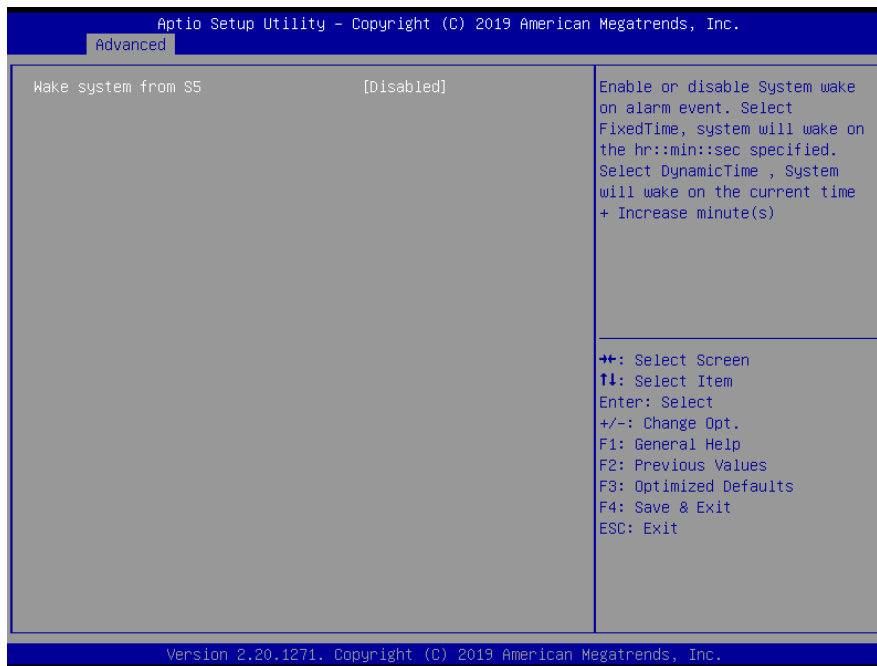 Aptio Setup Utility – Copyright (C) 2019 American Megatrends, Inc.
Advanced
Wake system from S5 [Disabled]
Enable or disable System wake
on alarm event. Select
FixedTime, system will wake on
the hr::min::sec specified.
Select DynamicTime , System
will wake on the current time
+ Increase minute(s)
→←: Select Screen
↑↓: Select Item
Enter: Select
+/-: Change Opt.
F1: General Help
F2: Previous Values
F3: Optimized Defaults
F4: Save & Exit
ESC: Exit
Version 2.20.1271. Copyright (C) 2019 American Megatrends, Inc.